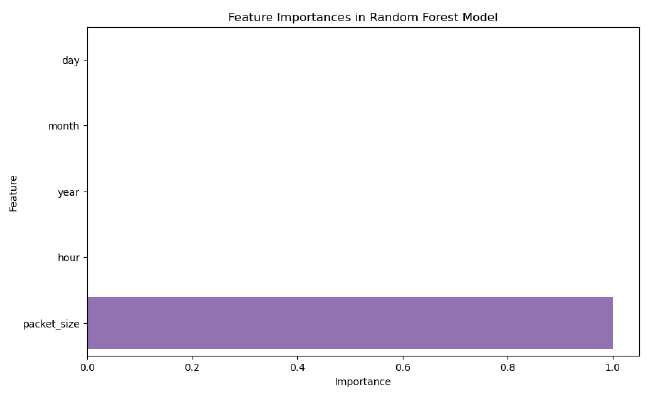 Feature Importances in Random Forest Model
day
month
year
hour
packet_size
Feature
0.0 0.2 0.4 0.6 0.8 1.0
Importance